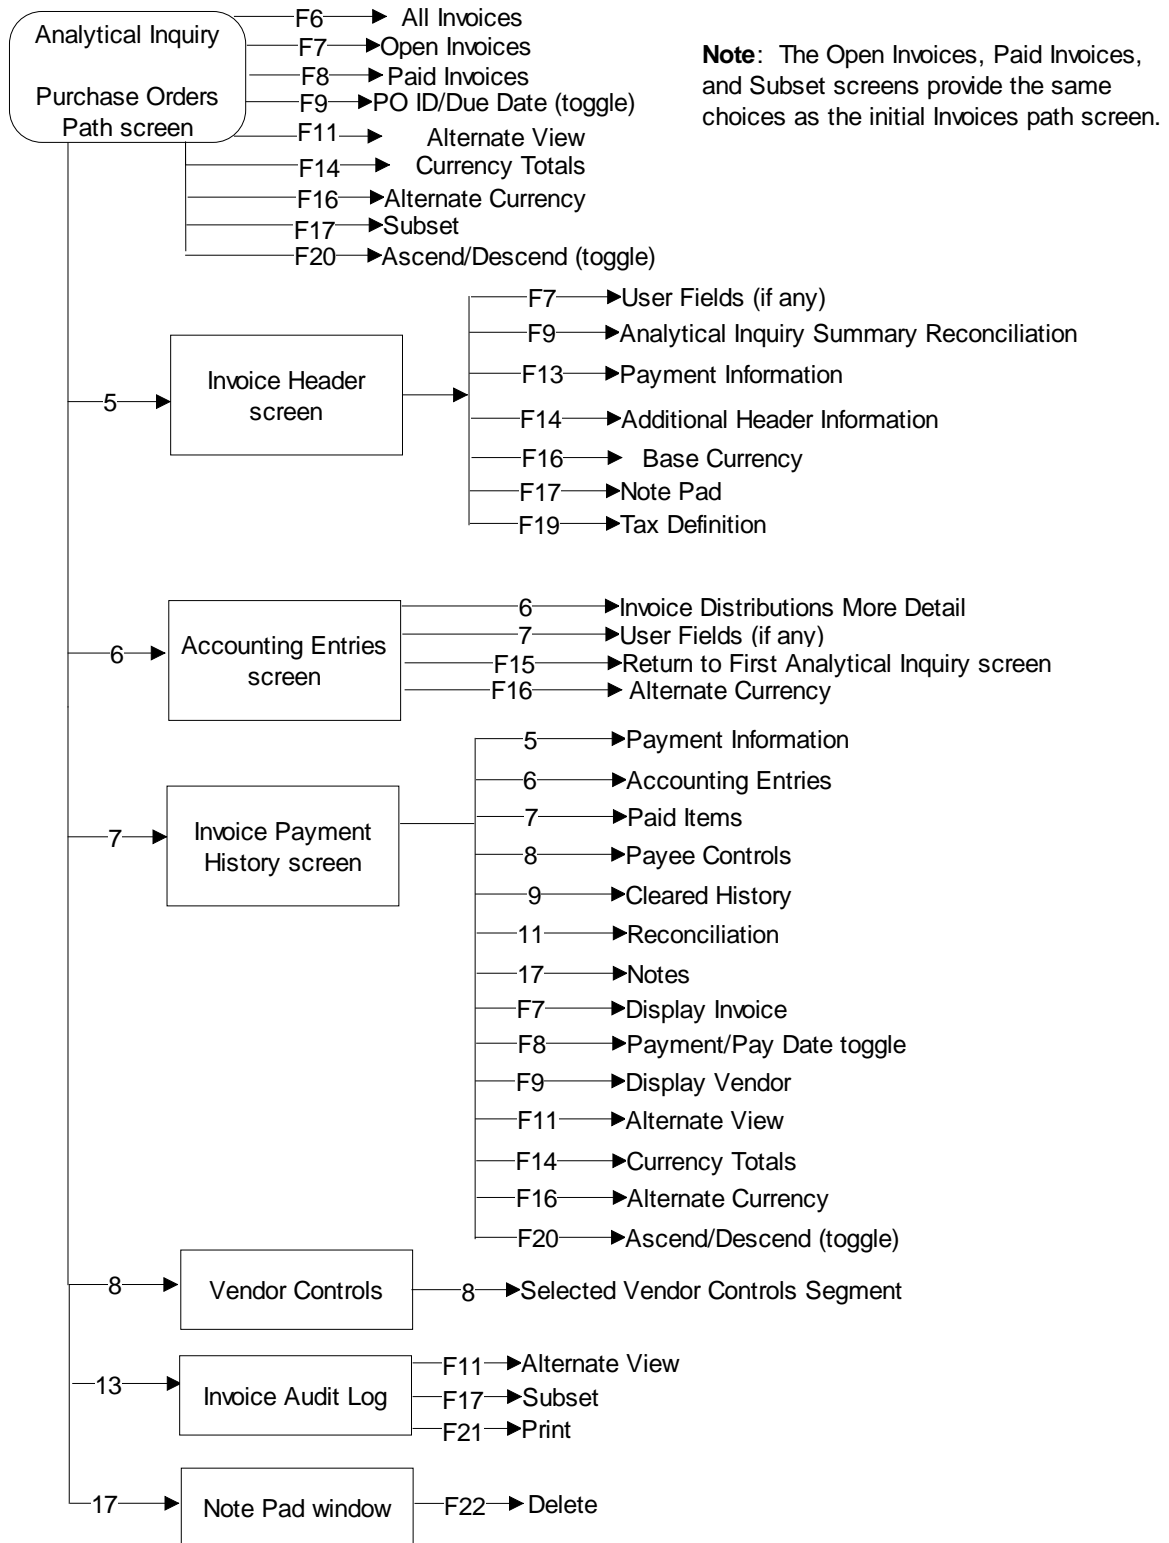 Analytical Inquiry
Purchase Orders
Path screen
F6 All Invoices
F7 Open Invoices
F8 Paid Invoices
F9 PO ID/Due Date (toggle)
F11 Alternate View
F14 Currency Totals
F16 Alternate Currency
F17 Subset
F20 Ascend/Descend (toggle)
Note: The Open Invoices, Paid Invoices,
and Subset screens provide the same
choices as the initial Invoices path screen.
5
Invoice Header
screen
F7 User Fields (if any)
F9 Analytical Inquiry Summary Reconciliation
F13 Payment Information
F14 Additional Header Information
F16 Base Currency
F17 Note Pad
F19 Tax Definition
6
Accounting Entries
screen
6 Invoice Distributions More Detail
7 User Fields (if any)
F15 Return to First Analytical Inquiry screen
F16 Alternate Currency
7
Invoice Payment
History screen
5 Payment Information
6 Accounting Entries
7 Paid Items
8 Payee Controls
9 Cleared History
11 Reconciliation
17 Notes
F7 Display Invoice
F8 Payment/Pay Date toggle
F9 Display Vendor
F11 Alternate View
F14 Currency Totals
F16 Alternate Currency
F20 Ascend/Descend (toggle)
8
Vendor Controls
8 Selected Vendor Controls Segment
13
Invoice Audit Log
F11 Alternate View
F17 Subset
F21 Print
17
Note Pad window
F22 Delete